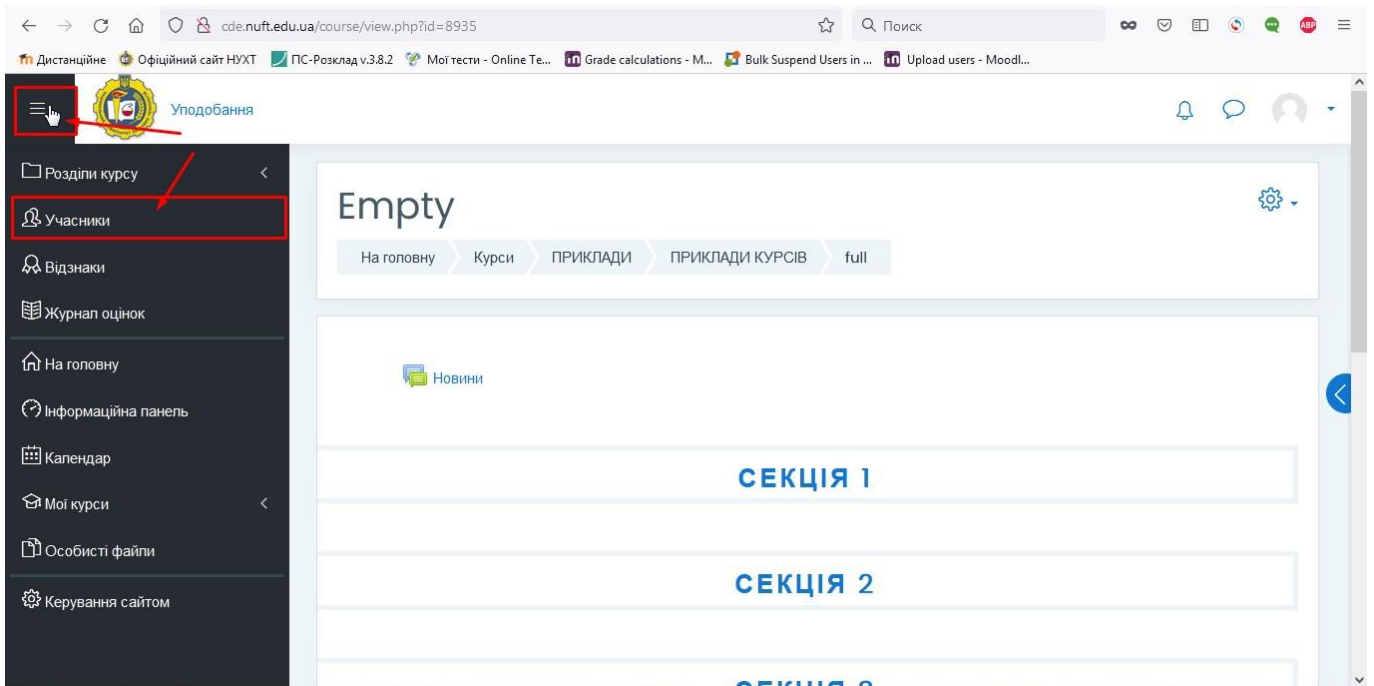 cde.nuft.edu.ua/course/view.php?id=8935
Поиск
ABP
Дистанційне Офіційний сайт НУХТ ПС-Розклад v.3.8.2 Мої тести - Online Te... Grade calculations - M... Bulk Suspend Users in ... Upload users - Moodl...
Уподобання
Розділи курсу
Учасники
Відзнаки
Журнал оцінок
На головну
Інформаційна панель
Календар
Мої курси
Особисті файли
Керування сайтом
Empty
На головну Курси ПРИКЛАДИ ПРИКЛАДИ КУРСІВ full
Новини
СЕКЦІЯ 1
СЕКЦІЯ 2
СЕКЦІЯ 3